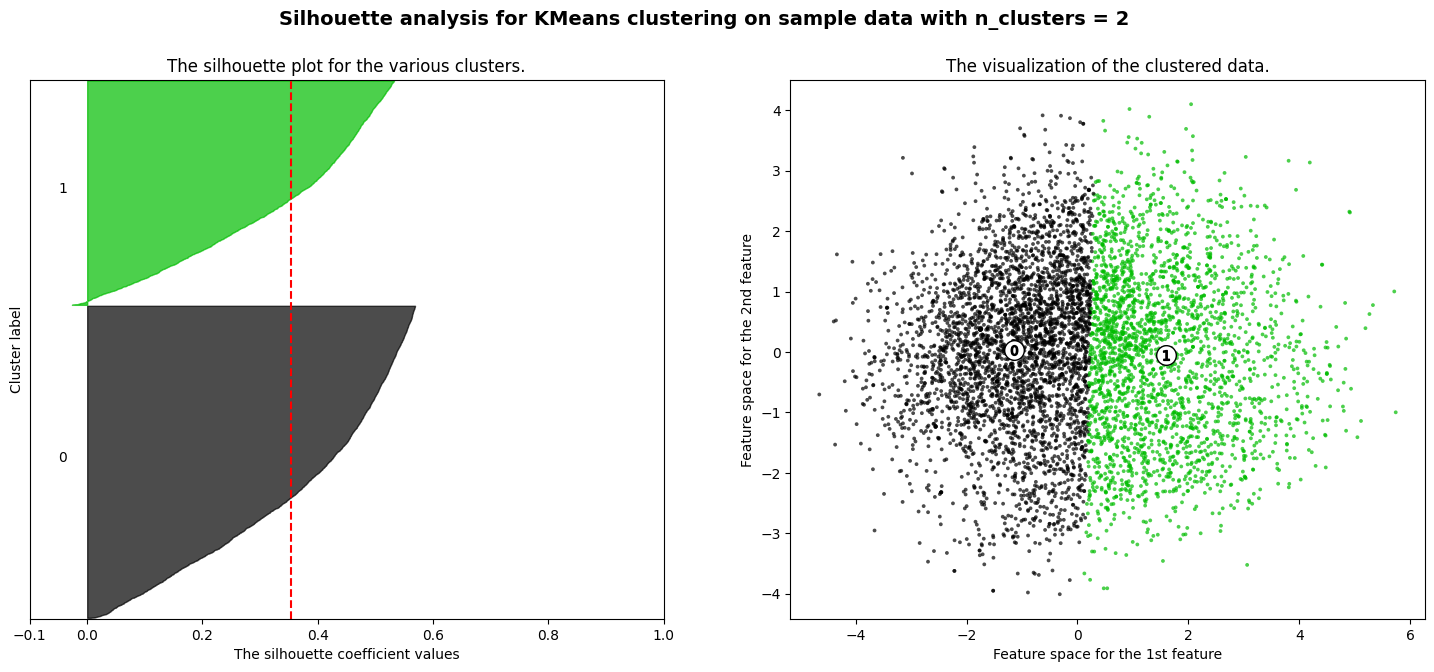 Silhouette analysis for KMeans clustering on sample data with n_clusters = 2
The silhouette plot for the various clusters.
Cluster label
1
0
−0.1 0.0 0.2 0.4 0.6 0.8 1.0
The silhouette coefficient values
The visualization of the clustered data.
Feature space for the 2nd feature
4
3
2
1
0
−1
−2
−3
−4
0 1
−4 −2 0 2 4 6
Feature space for the 1st feature